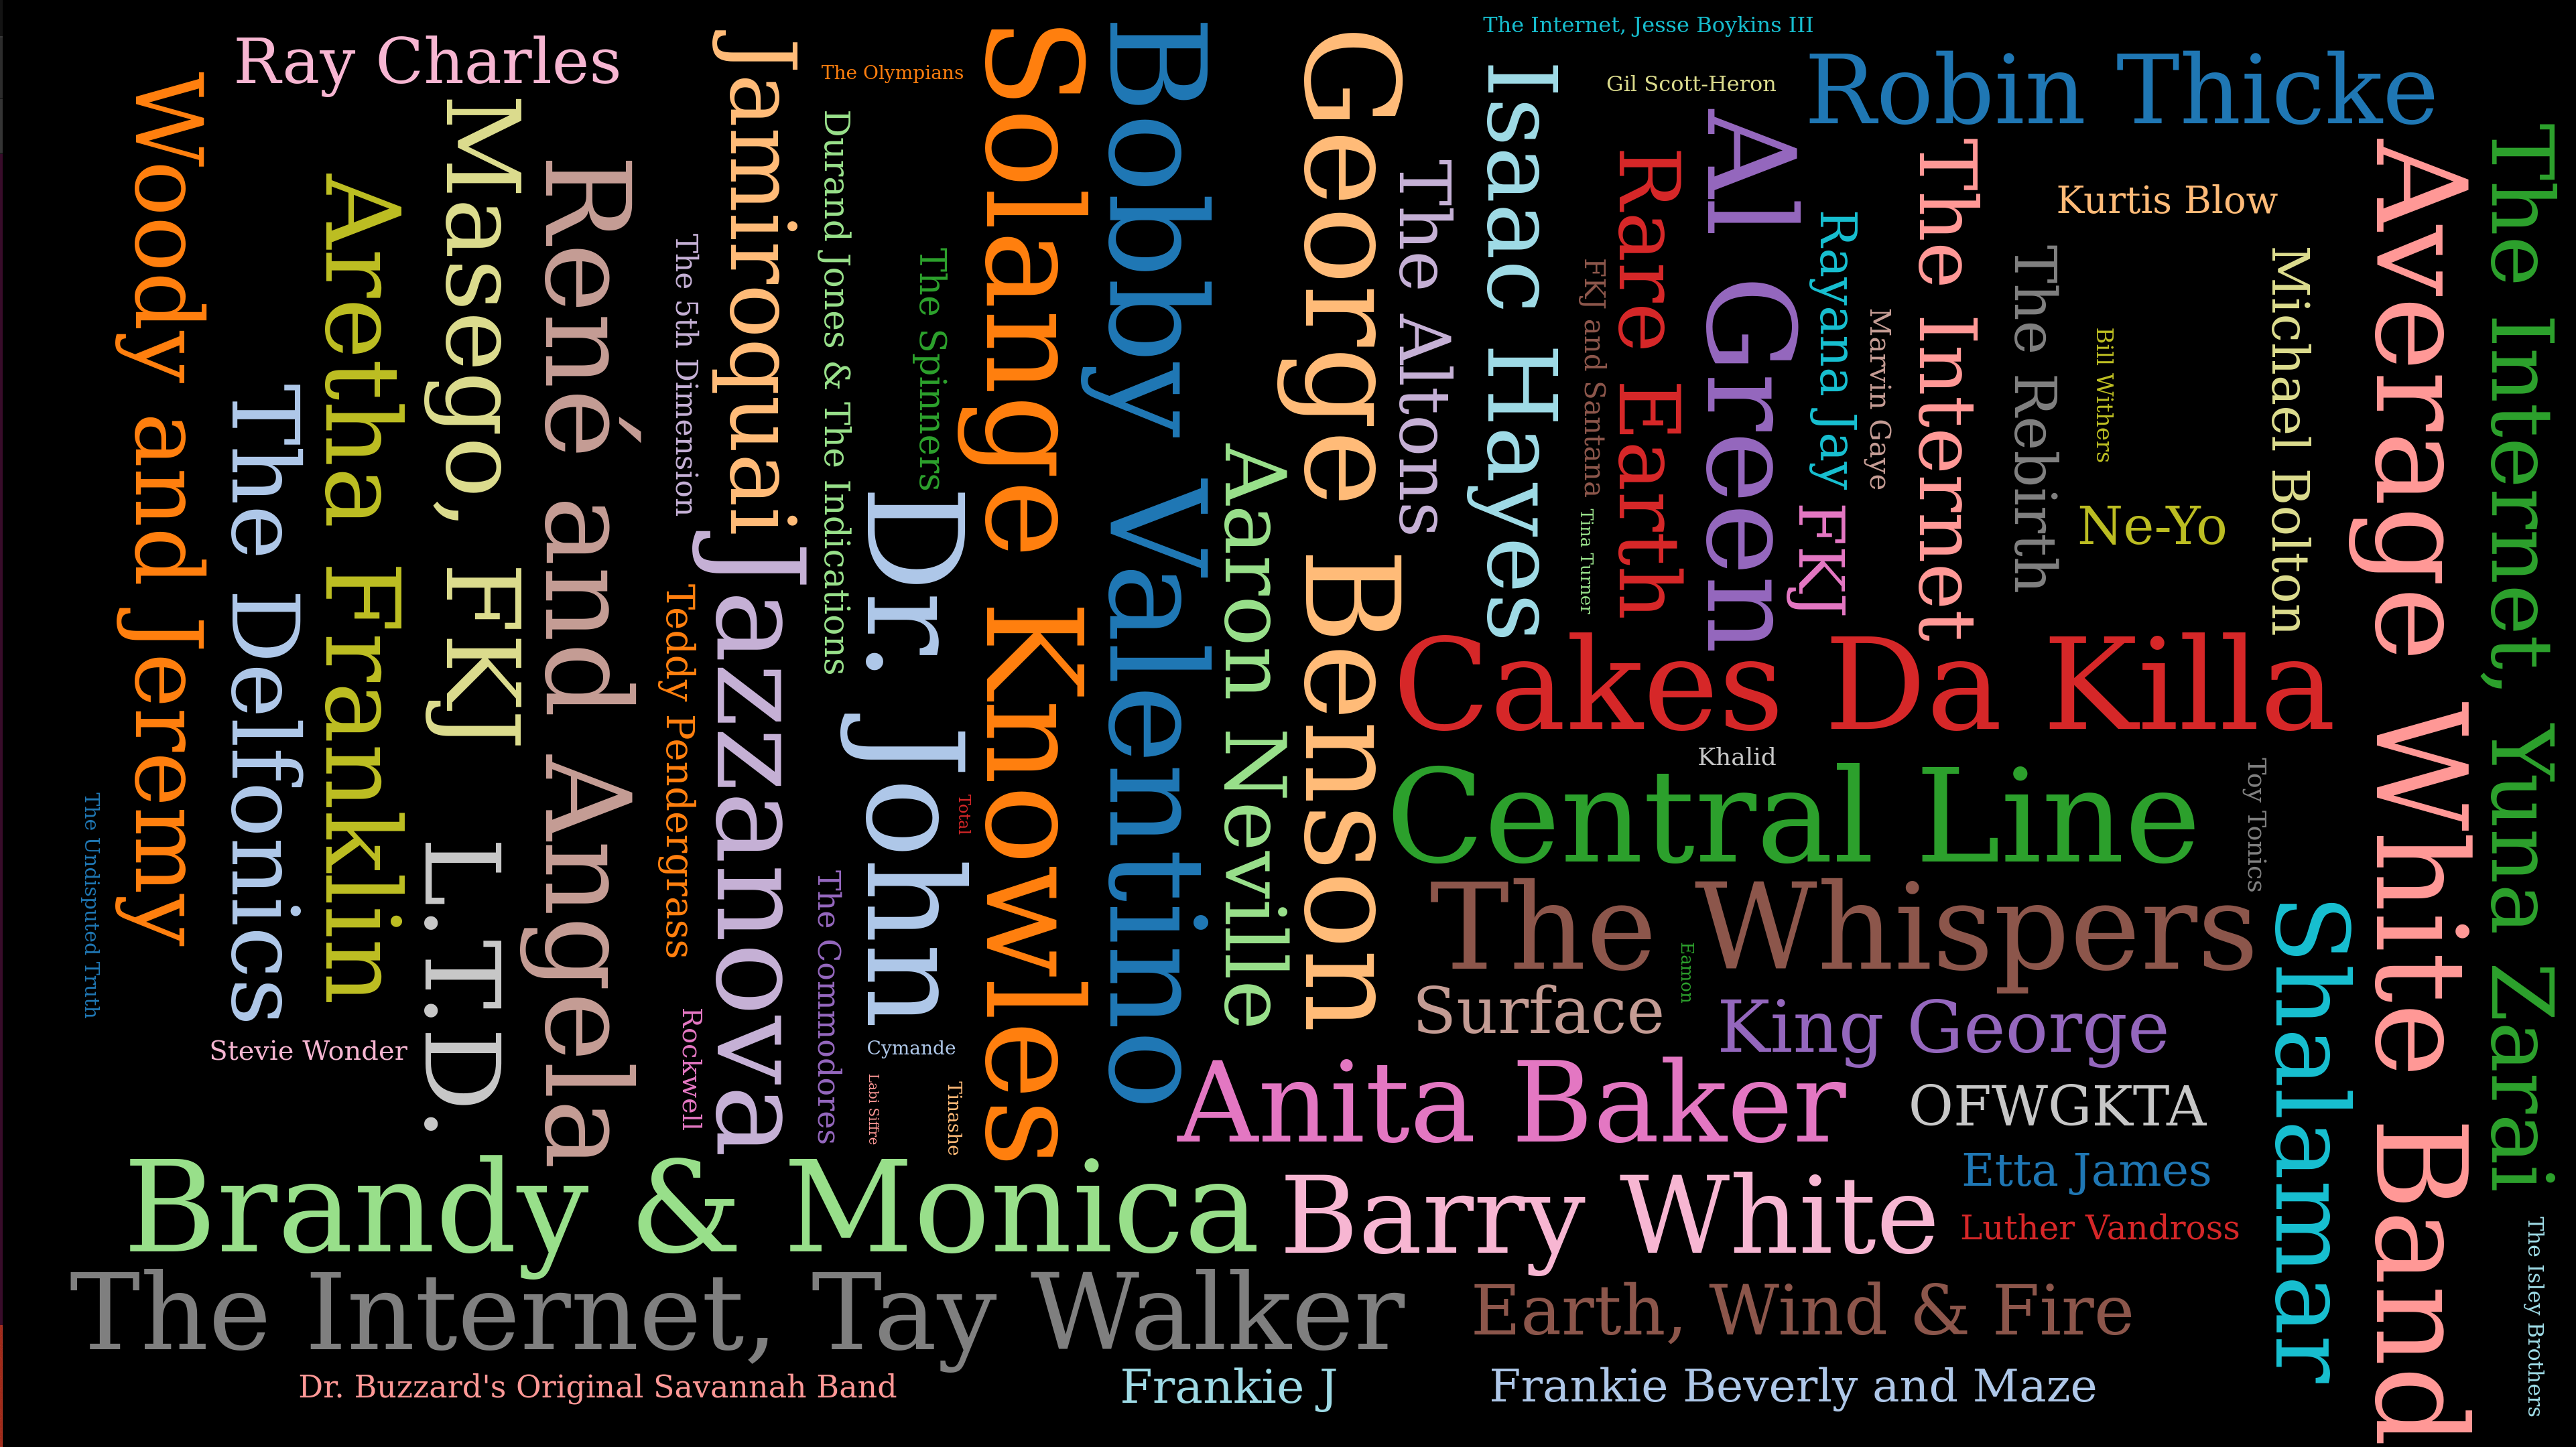 The Internet, Jesse Boykins III
Ray Charles
The Olympians
Gil Scott-Heron
Robin Thicke
Woody and Jeremy
The Delfonics
Aretha Franklin
Masego, FKJ
René and Angela
The 5th Dimension
Jamiroquai
Durand Jones & The Indications
The Spinners
Solange Knowles
Bobby Valentino
Aaron Neville
George Benson
The Altons
Isaac Hayes
FKJ and Santana
Tina Turner
Rare Earth
Al Green
Rayana Jay
FKJ
Marvin Gaye
The Internet
The Rebirth
Kurtis Blow
Bill Withers
Ne-Yo
Michael Bolton
Average White Band
The Internet, Yuna Zarai
Teddy Pendergrass
Jazzanova
Dr. John
Total
Cakes Da Killa
Khalid
Central Line
Toy Tonics
The Undisputed Truth
L.T.D.
The Commodores
The Whispers
Eamon
Shalamar
Surface
King George
Stevie Wonder
Rockwell
Cymande
Labi Siffre
Tinashe
Anita Baker
OFWGKTA
Etta James
Brandy & Monica
Barry White
Luther Vandross
The Isley Brothers
The Internet, Tay Walker
Earth, Wind & Fire
Dr. Buzzard's Original Savannah Band
Frankie J
Frankie Beverly and Maze